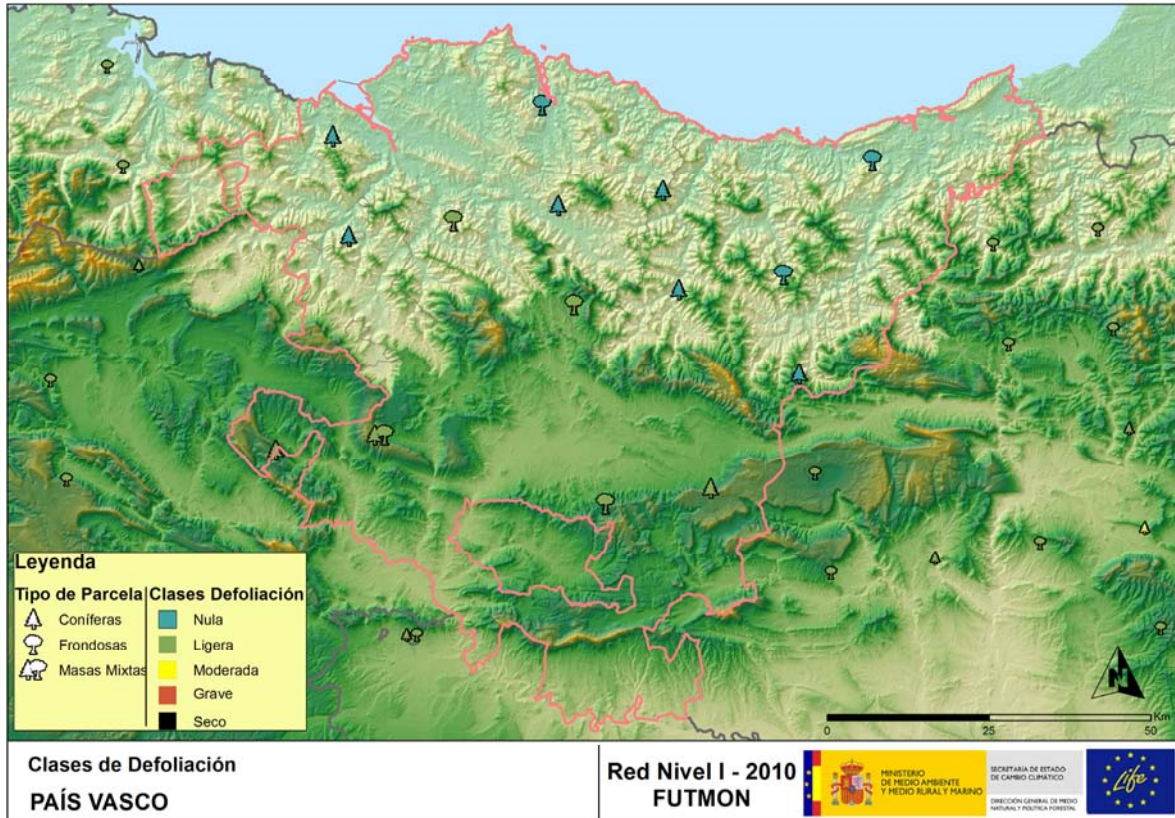 Leyenda
Tipo de Parcela Clases Defoliación
Coníferas Nula
Frondosas Ligera
Masas Mixtas Moderada
Grave
Seco
N
Km
0 25 50
Clases de Defoliación
PAÍS VASCO
Red Nivel I - 2010
FUTMON
MINISTERIO
DE MEDIO AMBIENTE
Y MEDIO RURAL Y MARINO
SECRETARÍA DE ESTADO
DE CAMBIO CLIMÁTICO
DIRECCIÓN GENERAL DE MEDIO
NATURAL Y POLÍTICA FORESTAL
Life